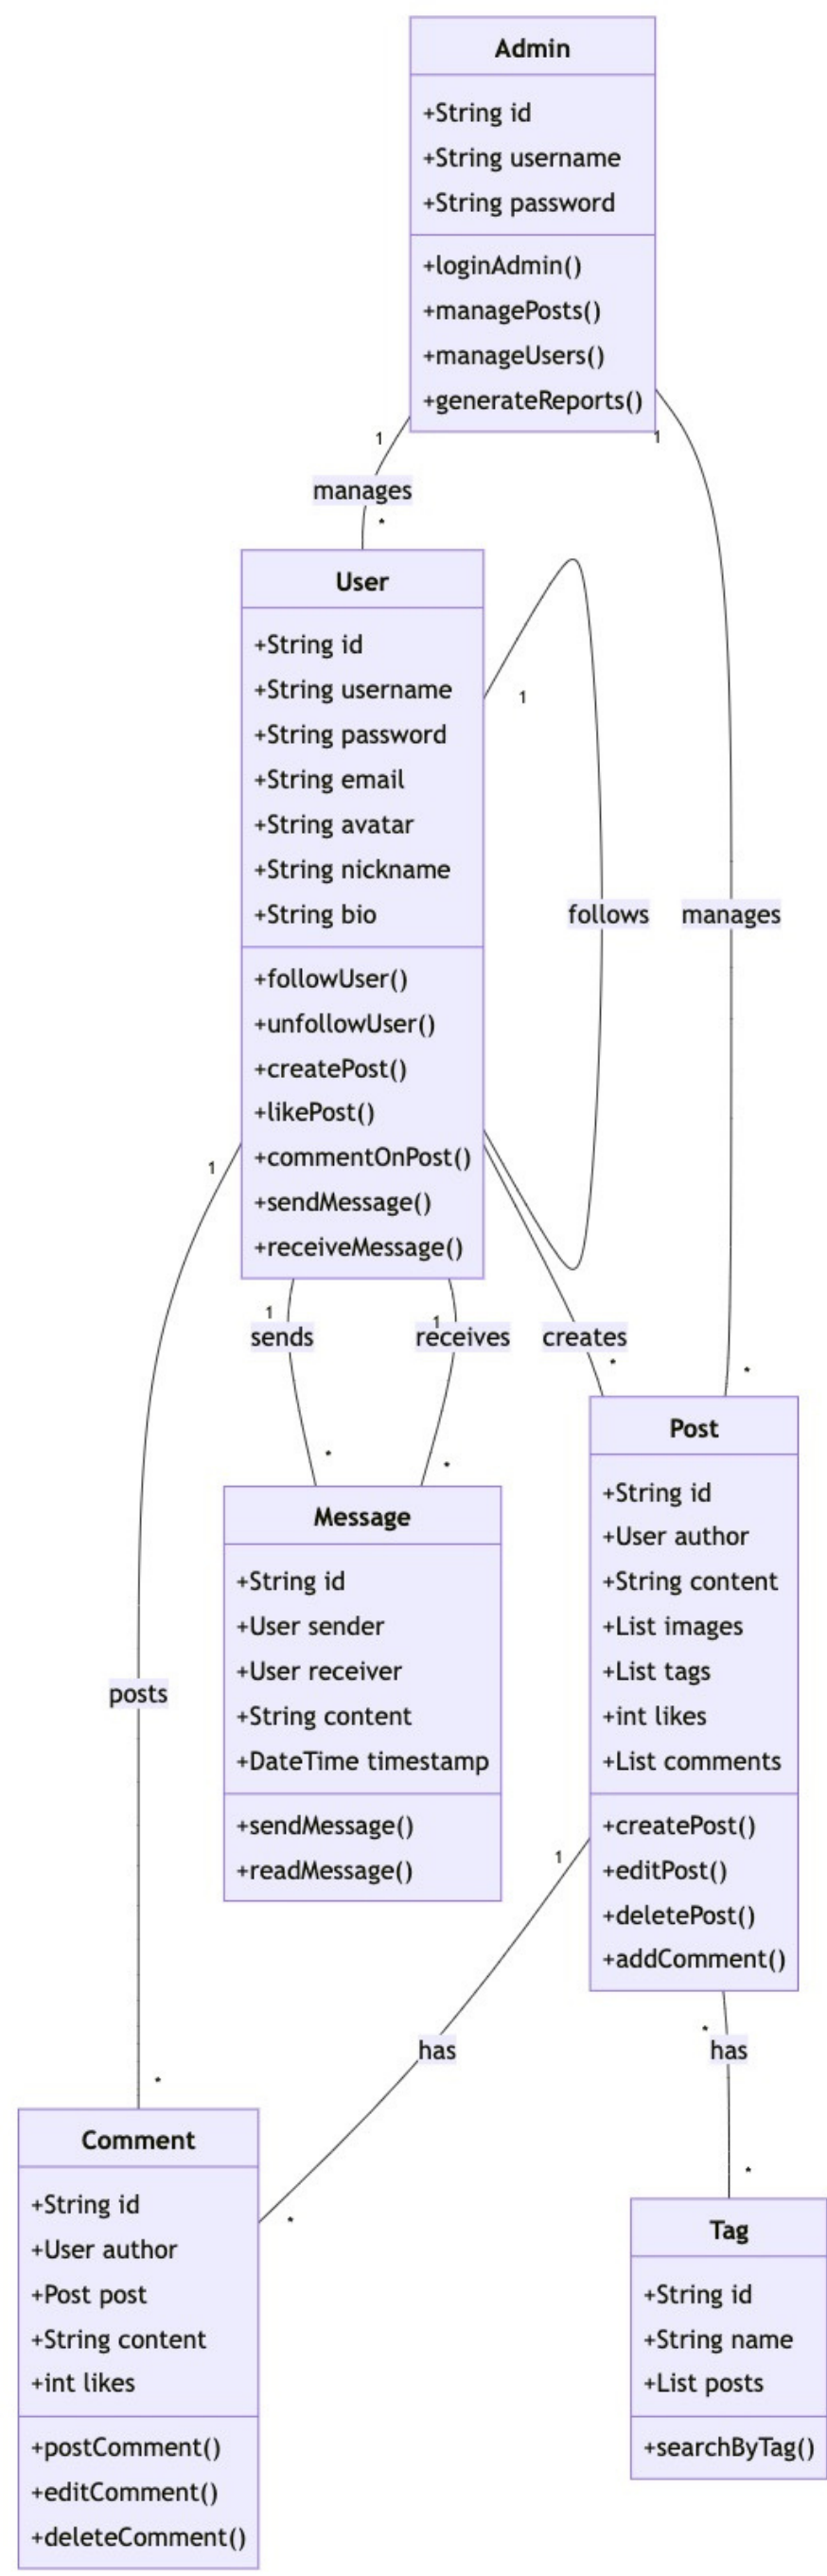 Admin
+String id
+String username
+String password
+loginAdmin()
+managePosts()
+manageUsers()
+generateReports()
1
1
manages
*
User
+String id
+String username
+String password
+String email
+String avatar
+String nickname
+String bio
+followUser()
+unfollowUser()
+createPost()
+likePost()
+commentOnPost()
+sendMessage()
+receiveMessage()
1
follows
manages
1
1
sends
1
receives
creates
*
*
*
*
Post
+String id
+User author
+String content
+List images
+List tags
+int likes
+List comments
+createPost()
+editPost()
+deletePost()
+addComment()
Message
+String id
+User sender
+User receiver
+String content
+DateTime timestamp
+sendMessage()
+readMessage()
posts
1
has
*
has
*
*
*
Comment
+String id
+User author
+Post post
+String content
+int likes
+postComment()
+editComment()
+deleteComment()
Tag
+String id
+String name
+List posts
+searchByTag()